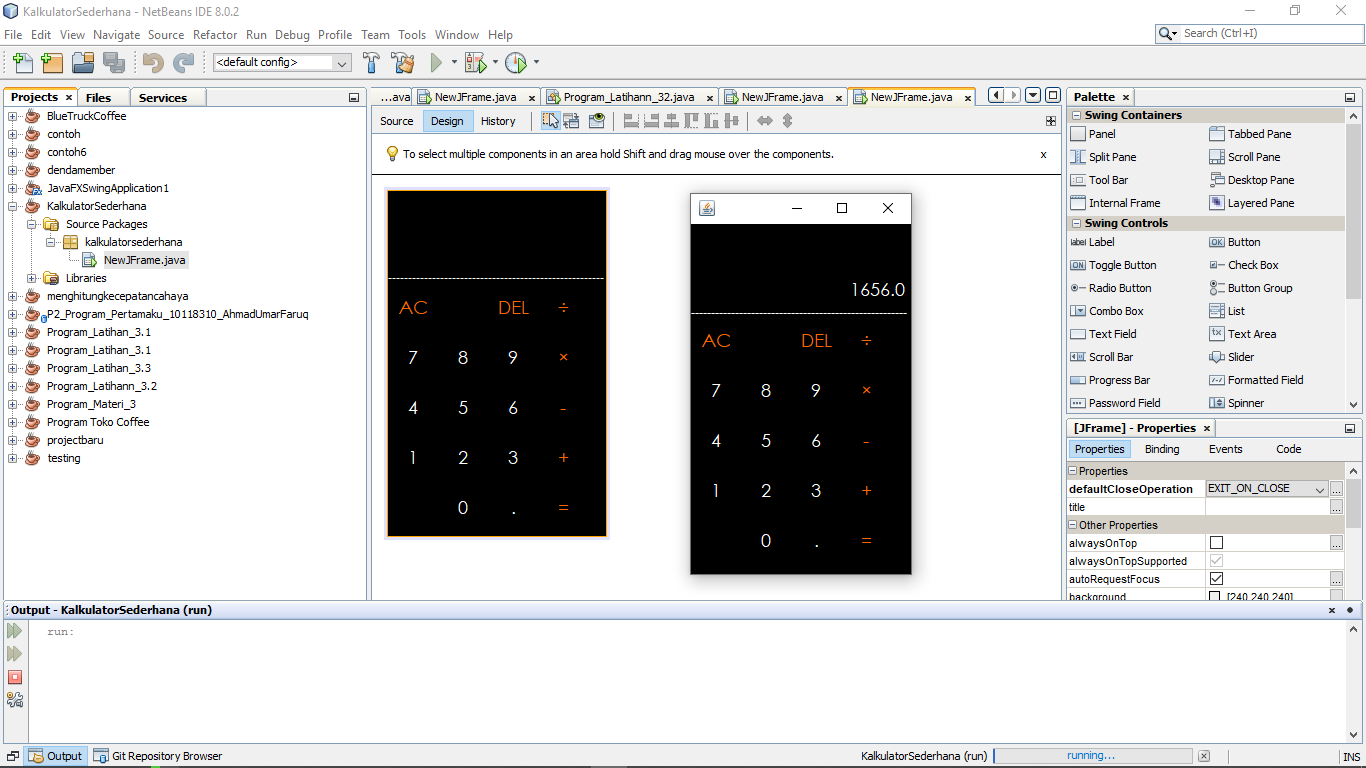 KalkulatorSederhana - NetBeans IDE 8.0.2
File Edit View Navigate Source Refactor Run Debug Profile Team Tools Window Help
Search (Ctrl+I)
<default config>
Projects Files Services
BlueTruckCoffee
contoh
contoh6
dendamember
JavaFXSwingApplication1
KalkulatorSederhana
Source Packages
kalkulatorsederhana
NewJFrame.java
Libraries
menghitungkecepatancahaya
P2_Program_Pertamaku_10118310_AhmadUmarFaruq
Program_Latihan_3.1
Program_Latihan_3.1
Program_Latihan_3.3
Program_Latihann_3.2
Program_Materi_3
Program Toko Coffee
projectbaru
testing
...ava NewJFrame.java Program_Latihann_32.java NewJFrame.java NewJFrame.java
Source Design History
To select multiple components in an area hold Shift and drag mouse over the components. x
AC DEL ÷
7 8 9 ×
4 5 6 -
1 2 3 +
0 . =
1656.0
AC DEL ÷
7 8 9 ×
4 5 6 -
1 2 3 +
0 . =
Palette
Swing Containers
Panel Tabbed Pane
Split Pane Scroll Pane
Tool Bar Desktop Pane
Internal Frame Layered Pane
Swing Controls
label Label OK Button
ON Toggle Button Check Box
Radio Button Button Group
Combo Box List
Text Field Text Area
Scroll Bar Slider
Progress Bar Formatted Field
Password Field Spinner
[JFrame] - Properties
Properties Binding Events Code
Properties
defaultCloseOperation EXIT_ON_CLOSE ...
title ...
Other Properties
alwaysOnTop ...
alwaysOnTopSupported
autoRequestFocus ...
background [240,240,240] ...
Output - KalkulatorSederhana (run)
run:
Output Git Repository Browser
KalkulatorSederhana (run) running...
INS